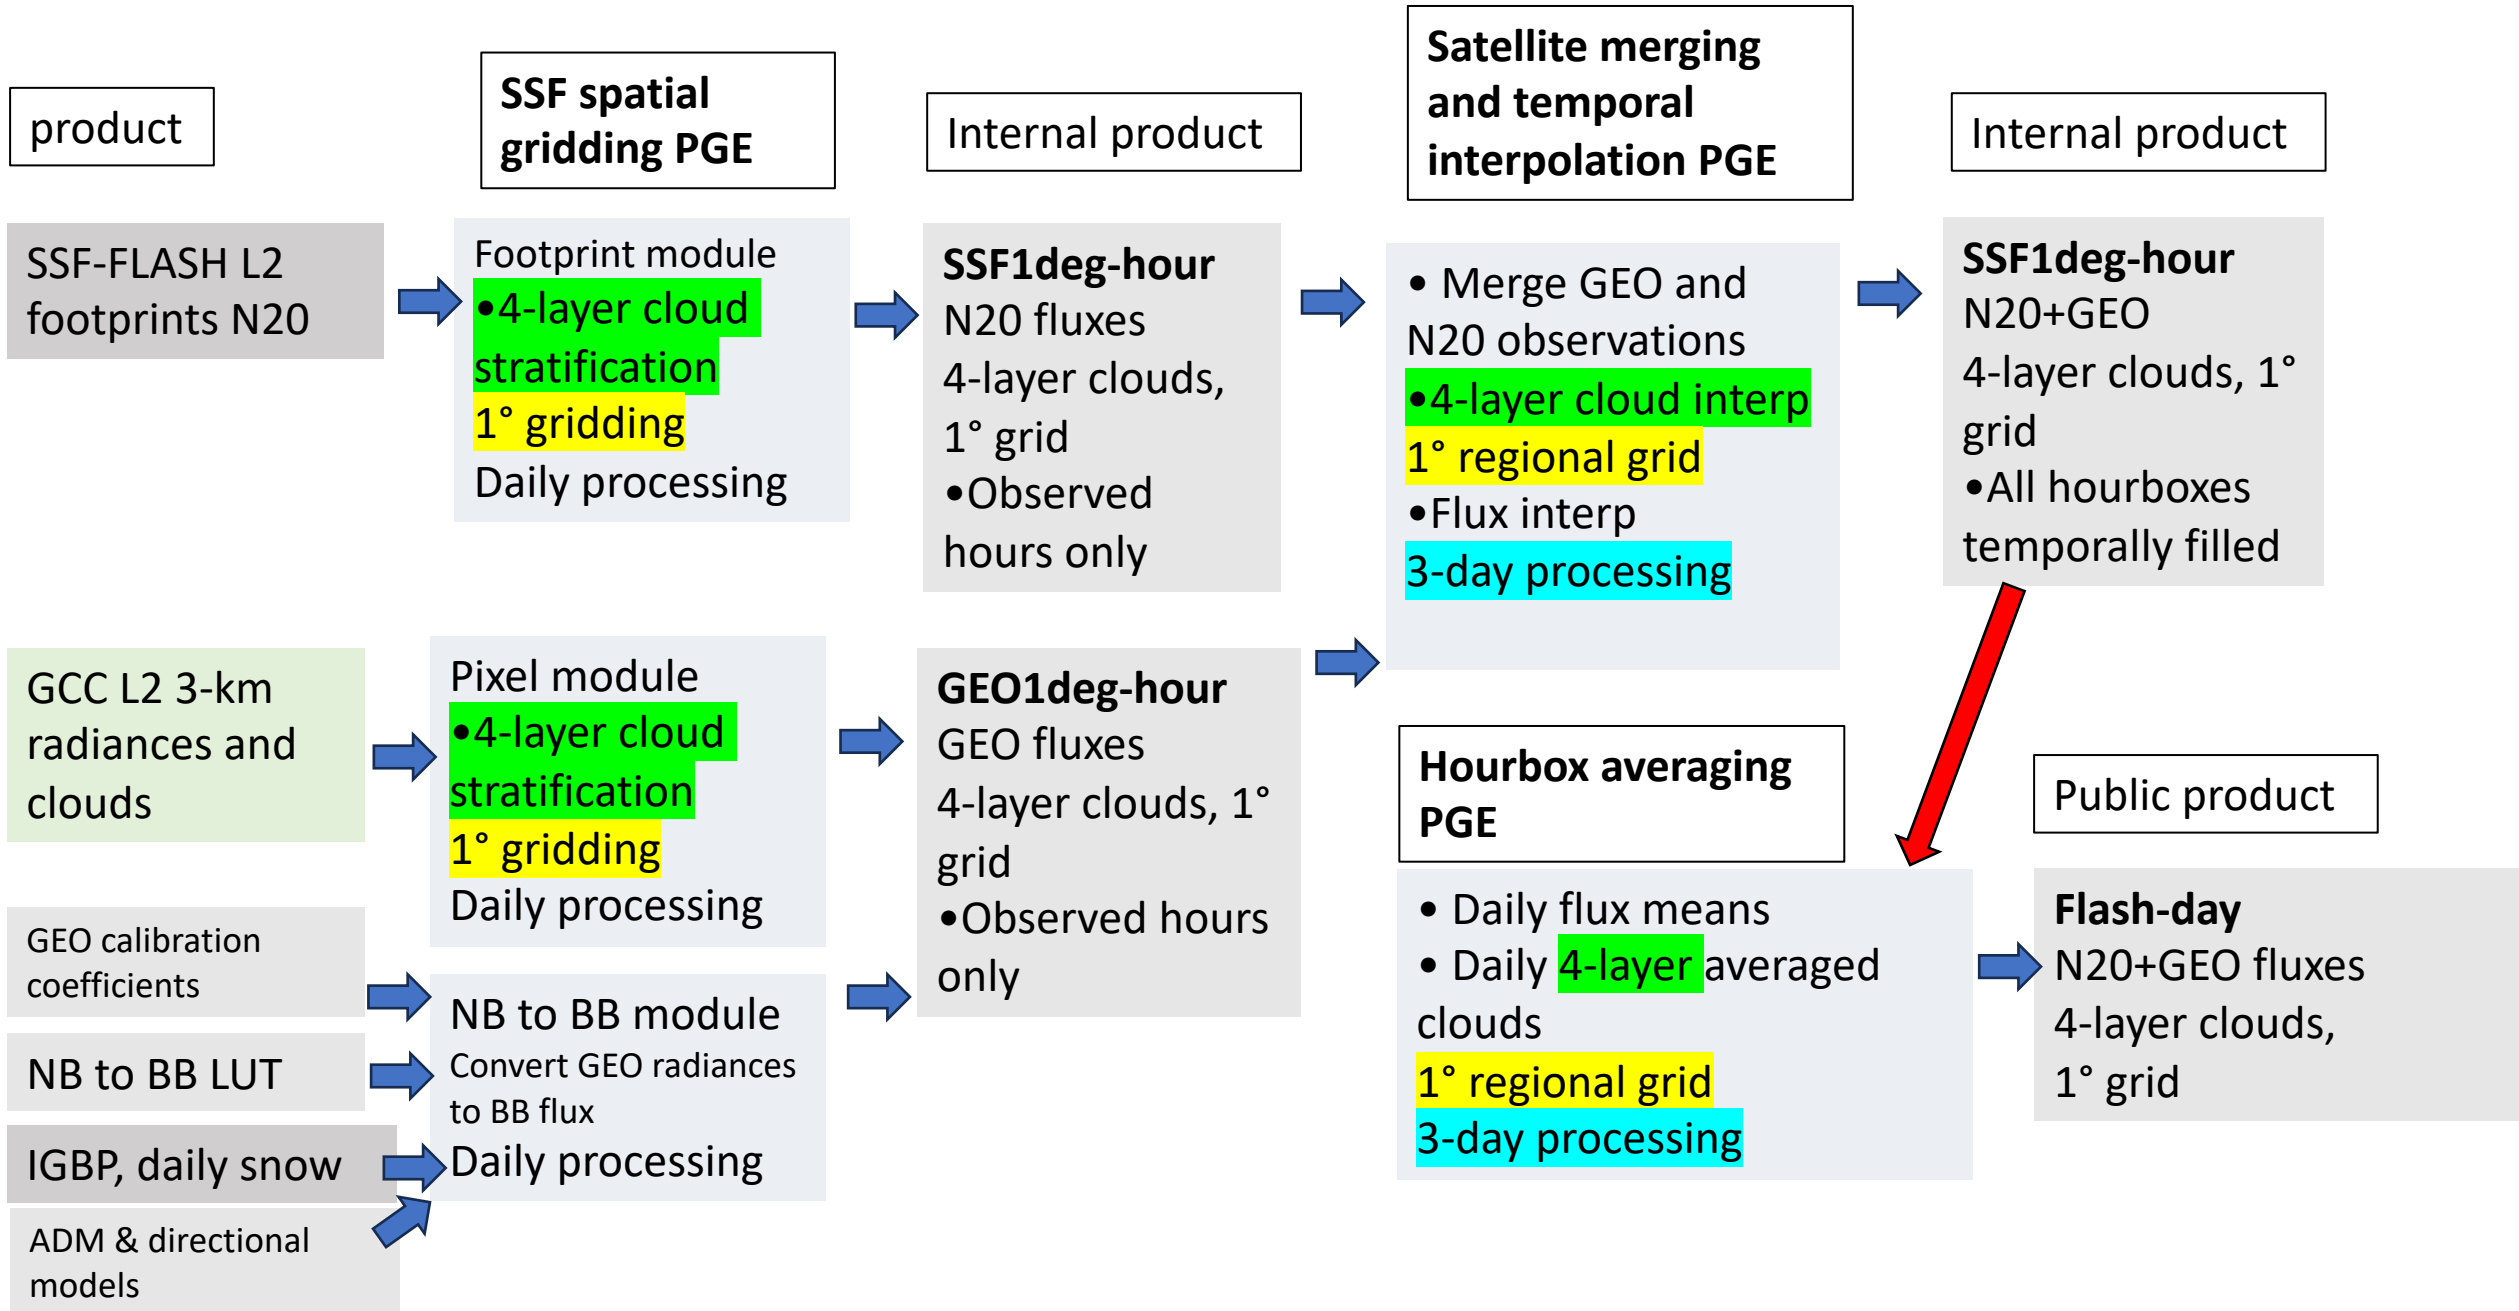 product
SSF spatial
gridding PGE
Internal product
Satellite merging
and temporal
interpolation PGE
Internal product
SSF-FLASH L2
footprints N20
Footprint module
•4-layer cloud
stratification
1° gridding
Daily processing
SSF1deg-hour
N20 fluxes
4-layer clouds,
1° grid
•Observed
hours only
• Merge GEO and
N20 observations
•4-layer cloud interp
1° regional grid
•Flux interp
3-day processing
SSF1deg-hour
N20+GEO
4-layer clouds, 1°
grid
•All hourboxes
temporally filled
GCC L2 3-km
radiances and
clouds
Pixel module
•4-layer cloud
stratification
1° gridding
Daily processing
GEO1deg-hour
GEO fluxes
4-layer clouds, 1°
grid
•Observed hours
only
Hourbox averaging
PGE
Public product
GEO calibration
coefficients
NB to BB LUT
IGBP, daily snow
ADM & directional
models
NB to BB module
Convert GEO radiances
to BB flux
Daily processing
• Daily flux means
• Daily 4-layer averaged
clouds
1° regional grid
3-day processing
Flash-day
N20+GEO fluxes
4-layer clouds,
1° grid